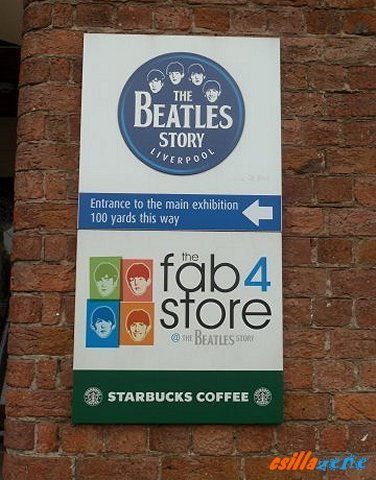 THE
BEATLES
STORY
LIVERPOOL
Entrance to the main exhibition
100 yards this way
the
fab4
store
@ THE BEATLES STORY
STARBUCKS COFFEE